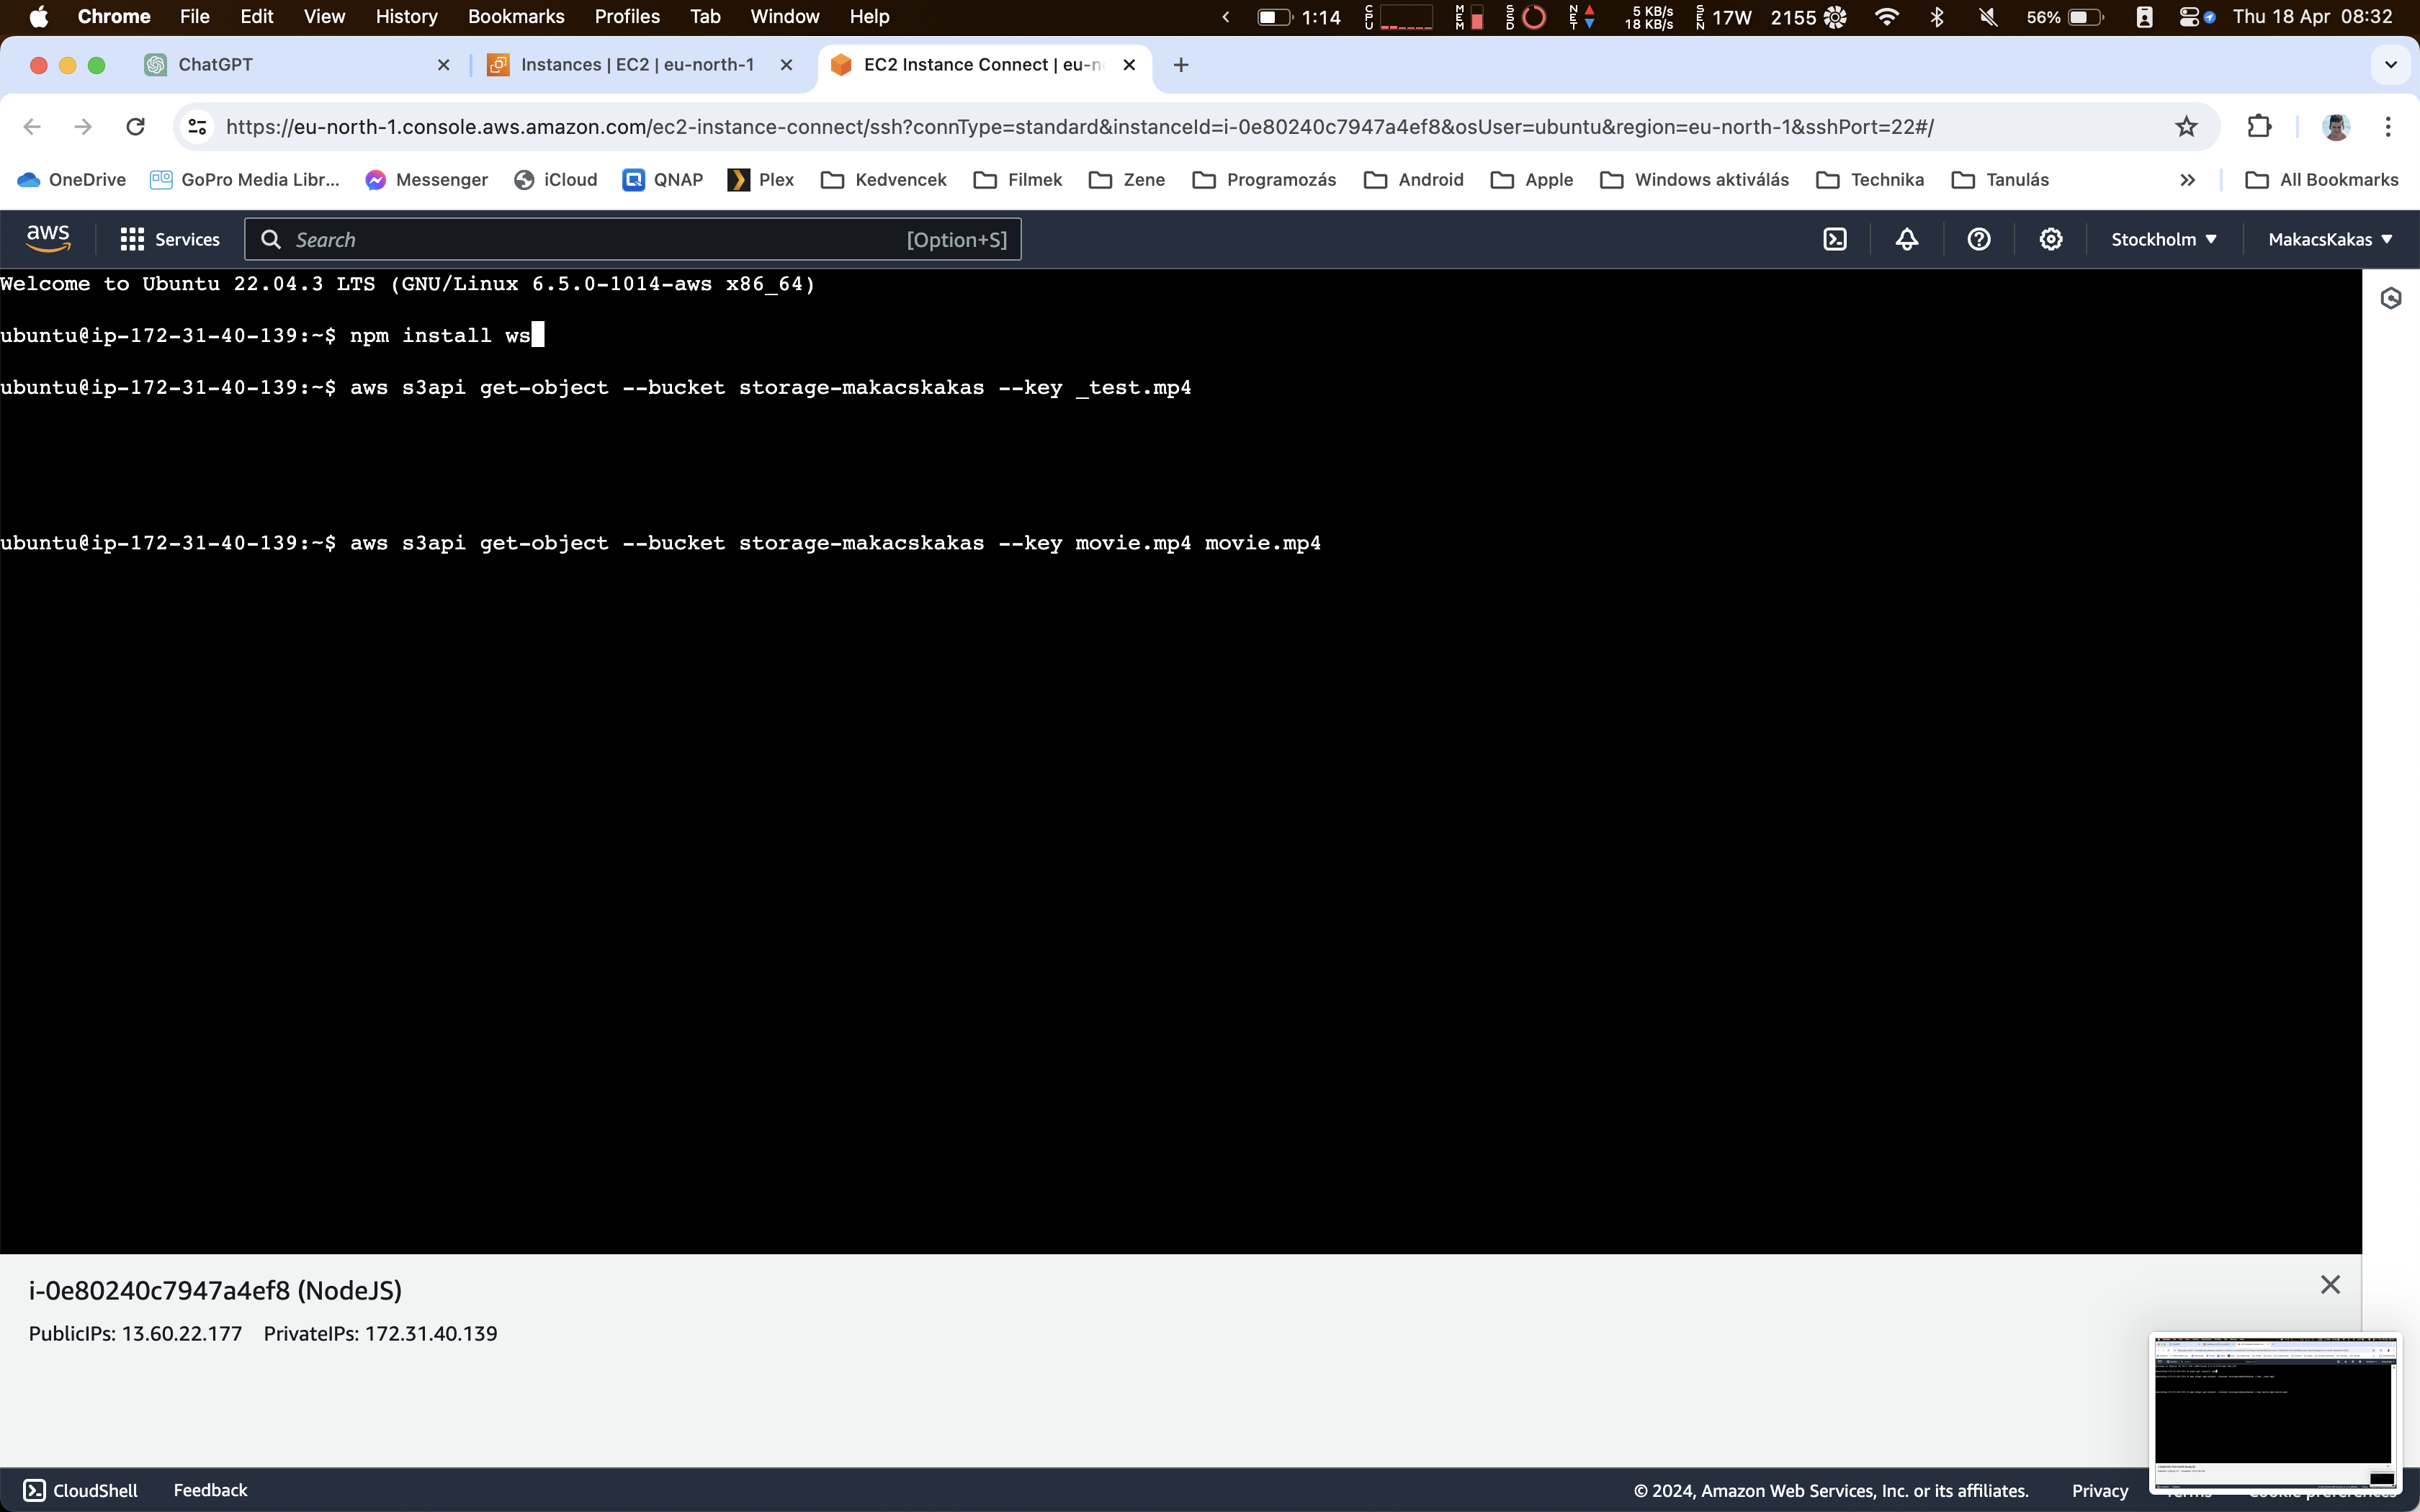 Chrome File Edit View History Bookmarks Profiles Tab Window Help 1:14 CPU MEM SSD NET 5 KB/s 18 KB/s SEN 17W 2155 56% Thu 18 Apr 08:32
ChatGPT Instances | EC2 | eu-north-1 EC2 Instance Connect | eu-n
https://eu-north-1.console.aws.amazon.com/ec2-instance-connect/ssh?connType=standard&instanceId=i-0e80240c7947a4ef8&osUser=ubuntu&region=eu-north-1&sshPort=22#/
OneDrive GoPro Media Libr... Messenger iCloud QNAP Plex Kedvencek Filmek Zene Programozás Android Apple Windows aktiválás Technika Tanulás » All Bookmarks
aws Services Search [Option+S] Stockholm MakacsKakas
Welcome to Ubuntu 22.04.3 LTS (GNU/Linux 6.5.0-1014-aws x86_64)
ubuntu@ip-172-31-40-139:~$ npm install ws
ubuntu@ip-172-31-40-139:~$ aws s3api get-object --bucket storage-makacskakas --key _test.mp4
ubuntu@ip-172-31-40-139:~$ aws s3api get-object --bucket storage-makacskakas --key movie.mp4 movie.mp4
i-0e80240c7947a4ef8 (NodeJS)
PublicIPs: 13.60.22.177 PrivateIPs: 172.31.40.139
CloudShell Feedback © 2024, Amazon Web Services, Inc. or its affiliates. Privacy Terms Cookie preferences